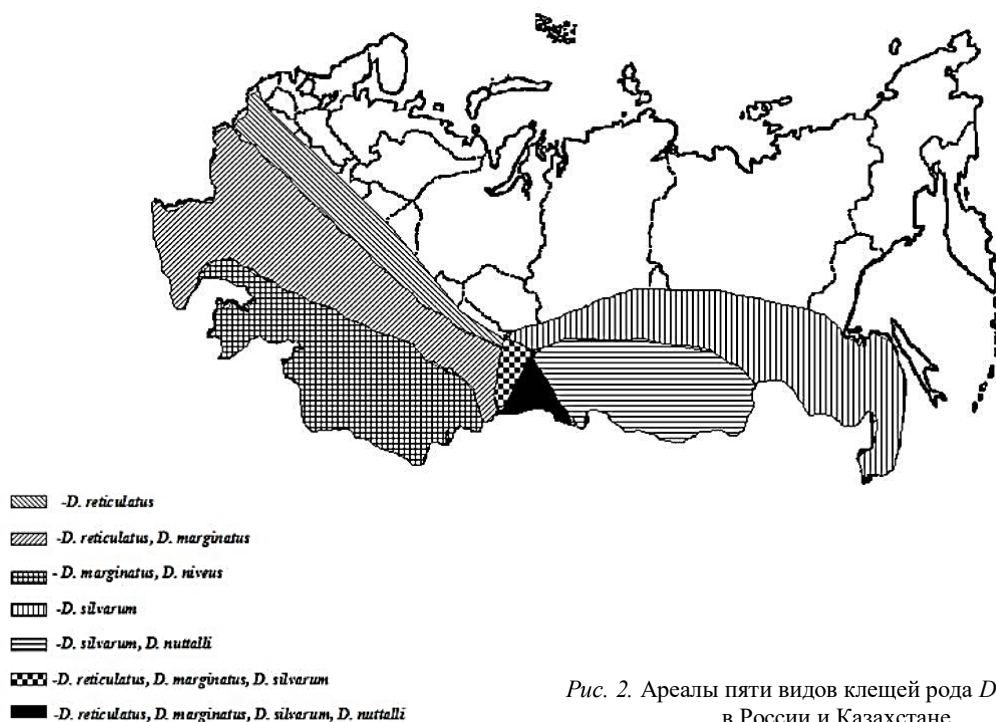 -D. reticulatus
-D. reticulatus, D. marginatus
- D. marginatus, D. niveus
-D. silvarum
-D. silvarum, D. nuttalli
-D. reticulatus, D. marginatus, D. silvarum
-D. reticulatus, D. marginatus, D. silvarum, D. nuttalli
Рис. 2. Ареалы пяти видов клещей рода D
в России и Казахстане